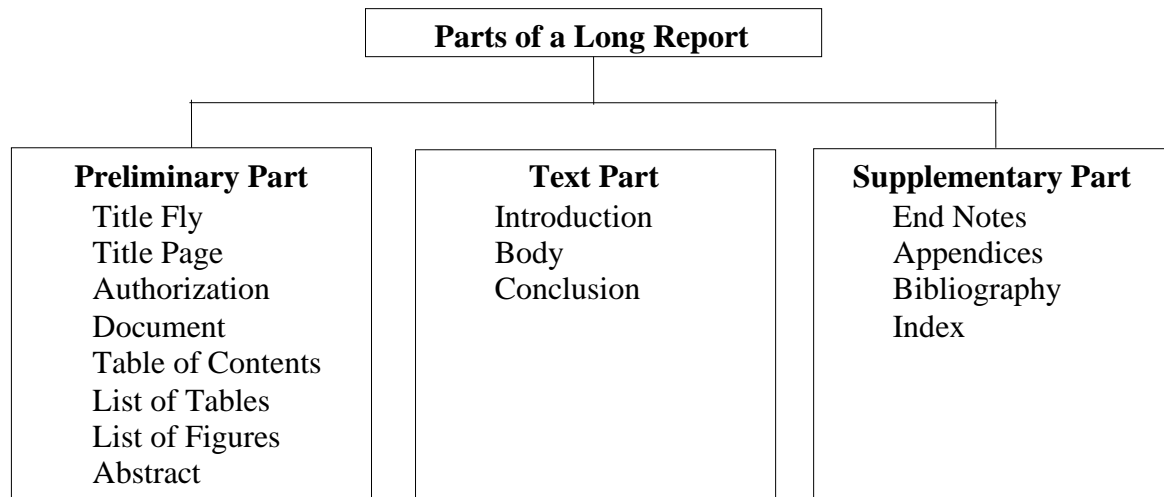 Parts of a Long Report
Preliminary Part
Title Fly
Title Page
Authorization
Document
Table of Contents
List of Tables
List of Figures
Abstract
Text Part
Introduction
Body
Conclusion
Supplementary Part
End Notes
Appendices
Bibliography
Index